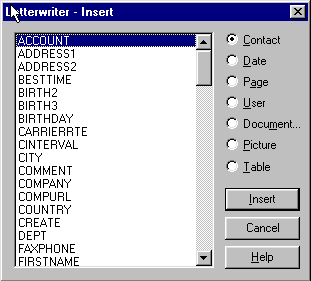 Letterwriter - Insert
ACCOUNT
ADDRESS1
ADDRESS2
BESTTIME
BIRTH2
BIRTH3
BIRTHDAY
CARRIERRTE
CINTERVAL
CITY
COMMENT
COMPANY
COMPURL
COUNTRY
CREATE
DEPT
FAXPHONE
FIRSTNAME
Contact
Date
Page
User
Document...
Picture
Table
Insert
Cancel
Help